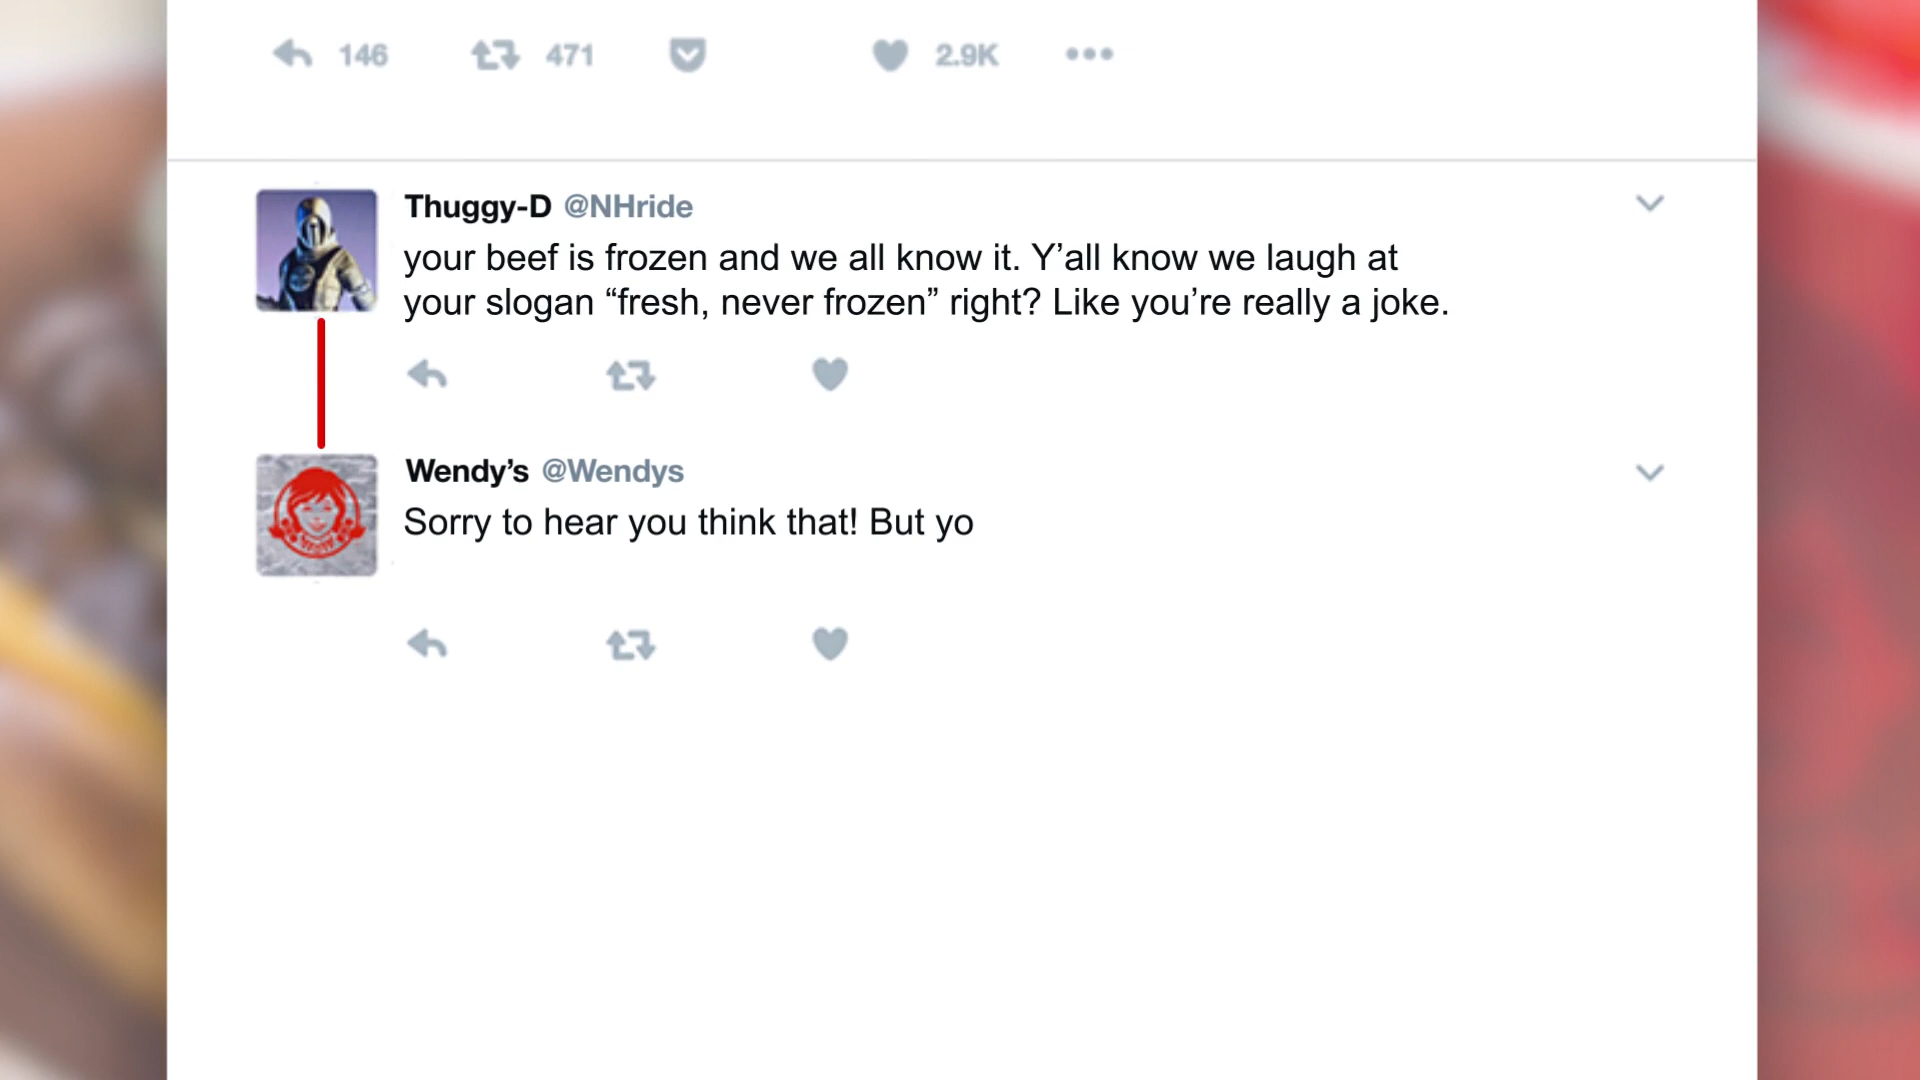 146 471 2.9K
Thuggy-D @NHride
your beef is frozen and we all know it. Y’all know we laugh at
your slogan “fresh, never frozen” right? Like you’re really a joke.
Wendy’s @Wendys
Sorry to hear you think that! But yo